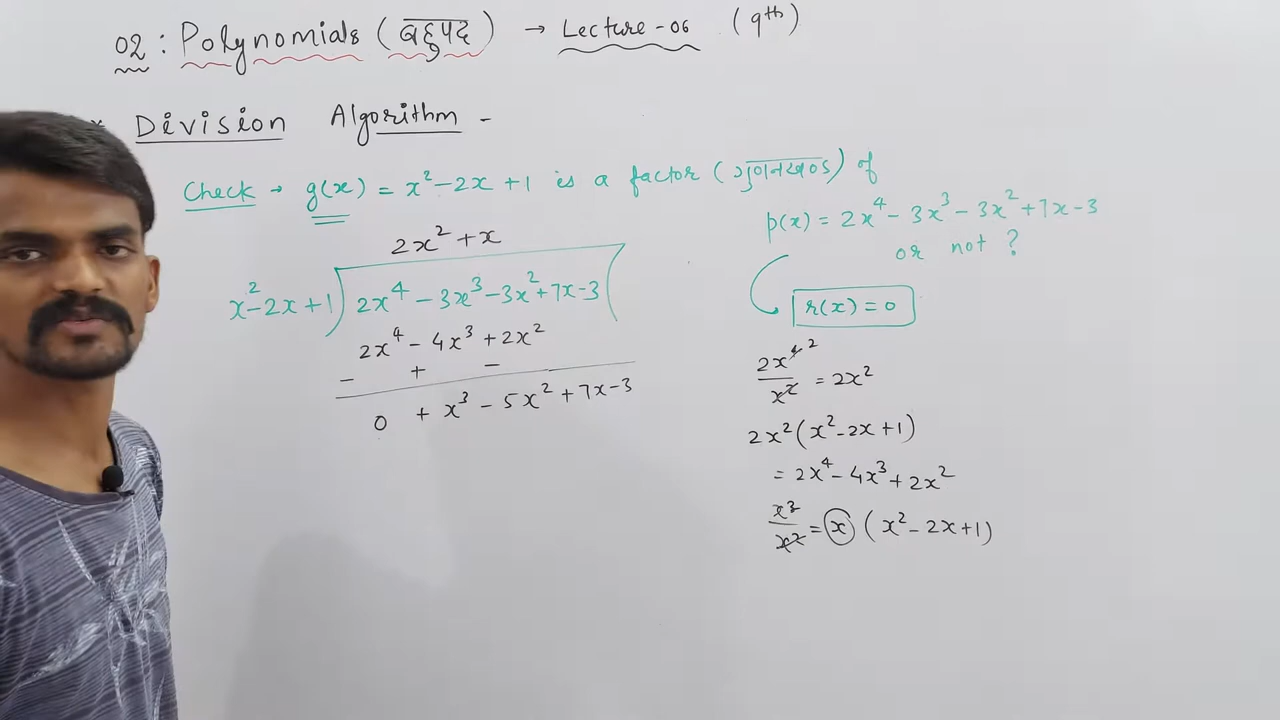 02 : Polynomials (बहुपद) → Lecture-06 (9th)
* Division Algorithm -
Check → g(x) = x² - 2x + 1 is a factor (गुणनखण्ड) of
p(x) = 2x⁴ - 3x³ - 3x² + 7x - 3
or not ?
r(x) = 0
2x² + x
x² - 2x + 1 ) 2x⁴ - 3x³ - 3x² + 7x - 3 (
2x⁴ - 4x³ + 2x²
- + -
0 + x³ - 5x² + 7x - 3
2x⁴ ² / x² = 2x²
2x² (x² - 2x + 1)
= 2x⁴ - 4x³ + 2x²
x³ / x² = x (x² - 2x + 1)